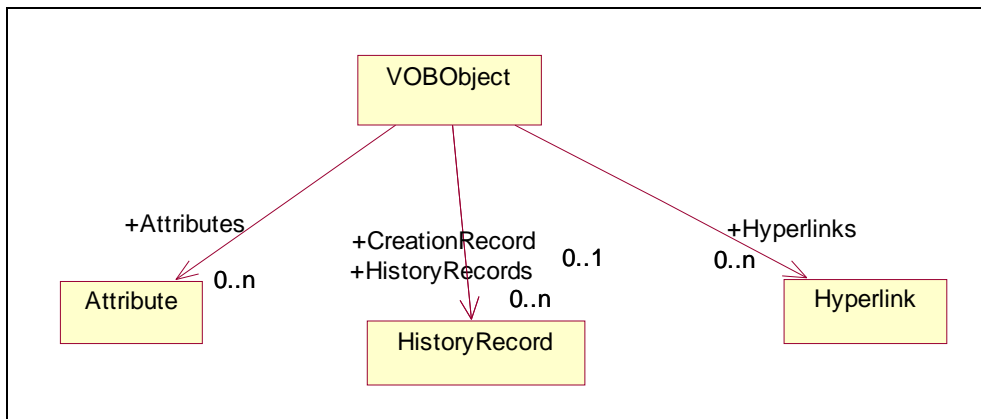 VOBObject
+Attributes
+Hyperlinks
+CreationRecord
0..1
0..n
+HistoryRecords
0..n
0..n
Attribute
Hyperlink
HistoryRecord